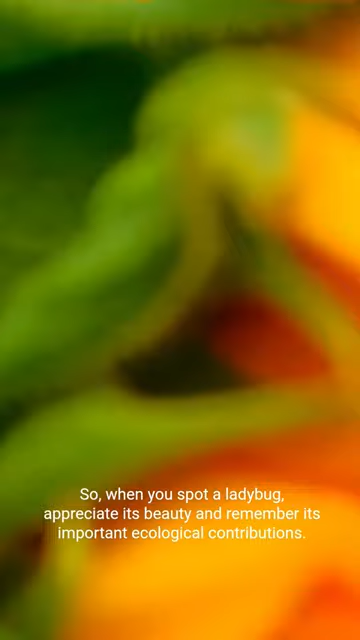 So, when you spot a ladybug,
appreciate its beauty and remember its
important ecological contributions.